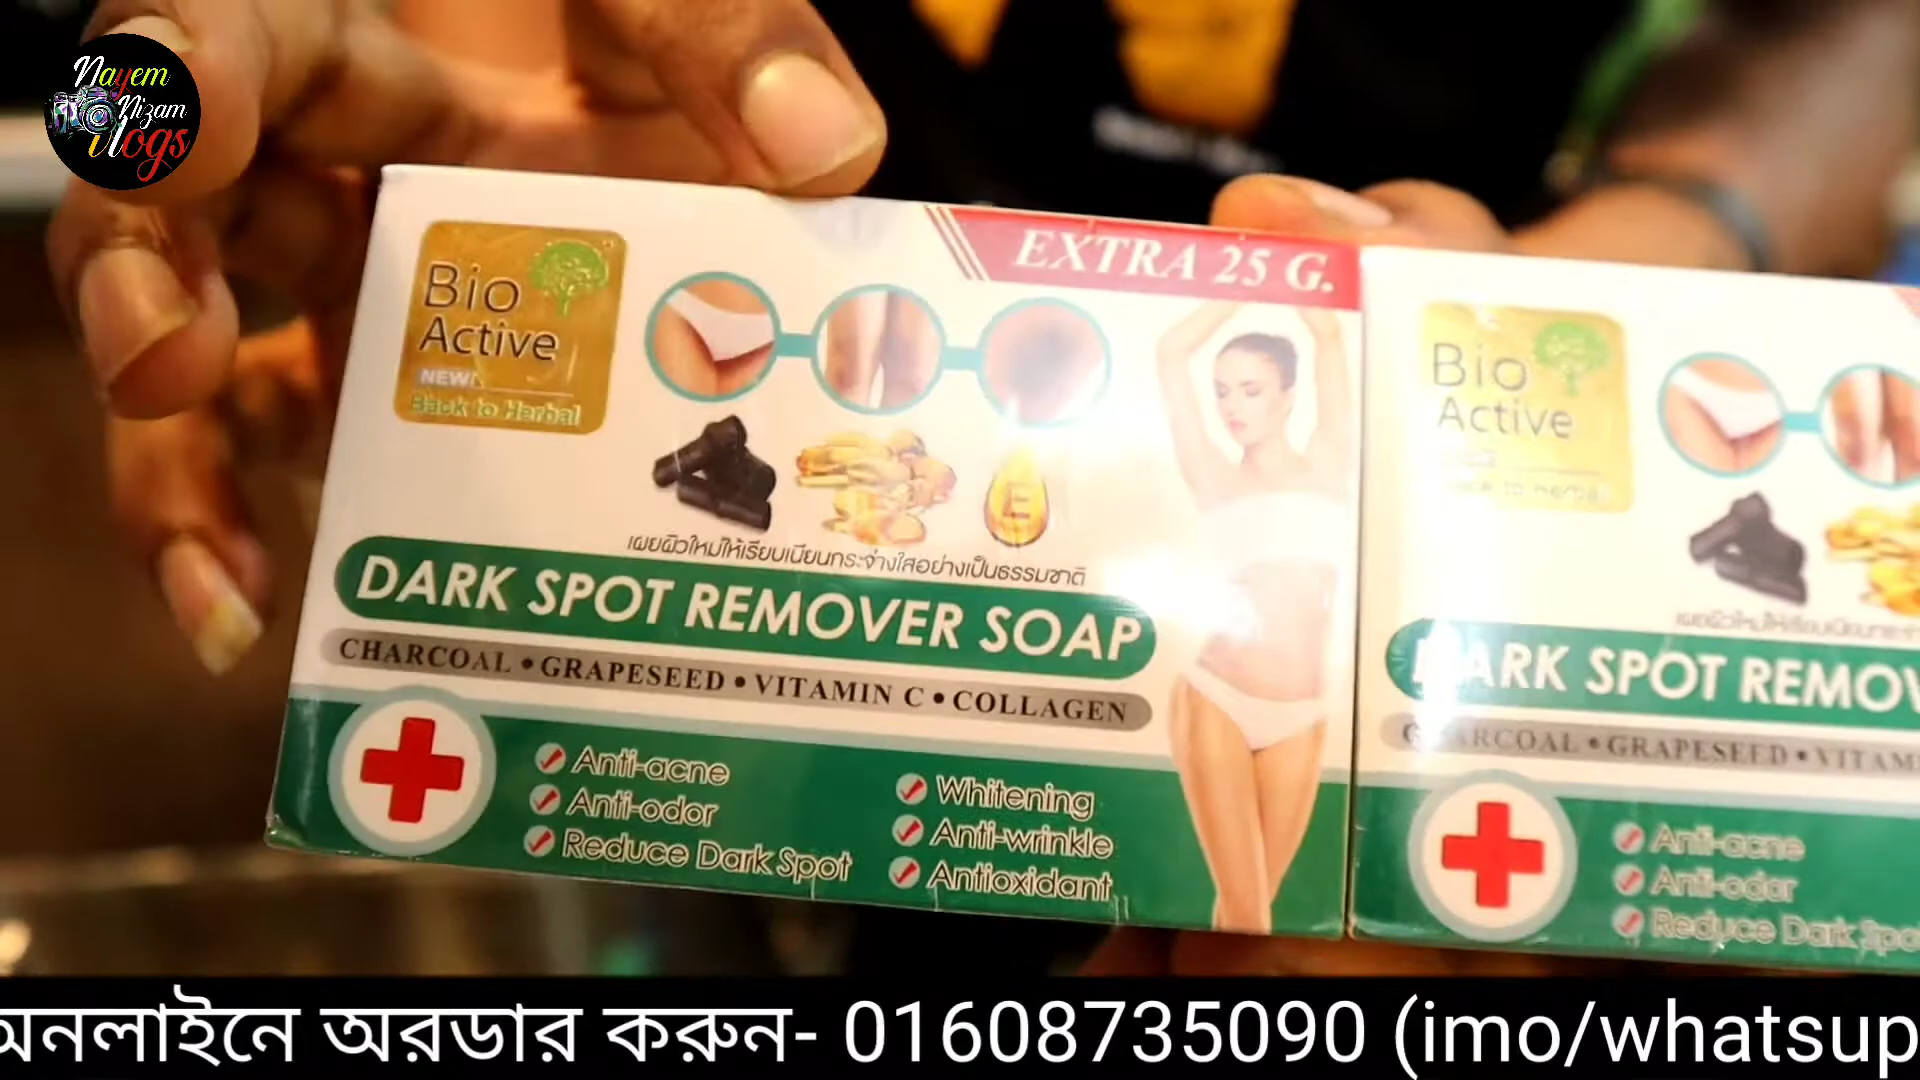 Nayem
Nizam
Vlogs
Bio
Active
NEW!
Back to Herbal
EXTRA 25 G.
E
เผยผิวใหม่ให้เรียบเนียนกระจ่างใสอย่างเป็นธรรมชาติ
DARK SPOT REMOVER SOAP
CHARCOAL • GRAPESEED • VITAMIN C • COLLAGEN
Anti-acne
Anti-odor
Reduce Dark Spot
Whitening
Anti-wrinkle
Antioxidant
Bio
Active
DARK SPOT REMOV
CHARCOAL • GRAPESEED • VITAM
Anti-acne
Anti-odor
Reduce Dark Spo
অনলাইনে অরডার করুন- 01608735090 (imo/whatsup